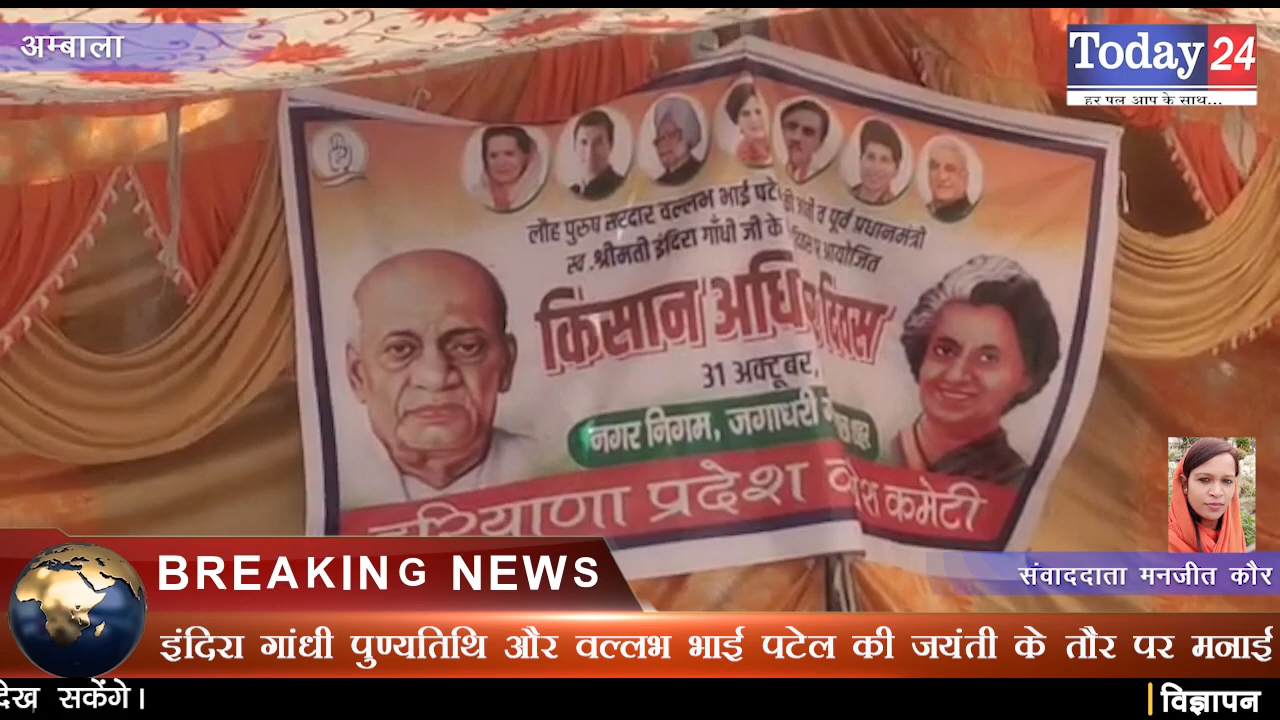 अम्बाला
Today 24
हर पल आप के साथ...
लौह पुरुष सरदार वल्लभ भाई पटे व पूर्व प्रधानमंत्री
स्व.श्रीमती इंदिरा गाँधी जी के आयोजित
किसान अधि दिवस
31 अक्टूबर,
नगर निगम, जगाधरी
हरियाणा प्रदेश कमेटी
संवाददाता मनजीत कौर
BREAKING NEWS
इंदिरा गांधी पुण्यतिथि और वल्लभ भाई पटेल की जयंती के तौर पर मनाई
देख सकेंगे।
विज्ञापन